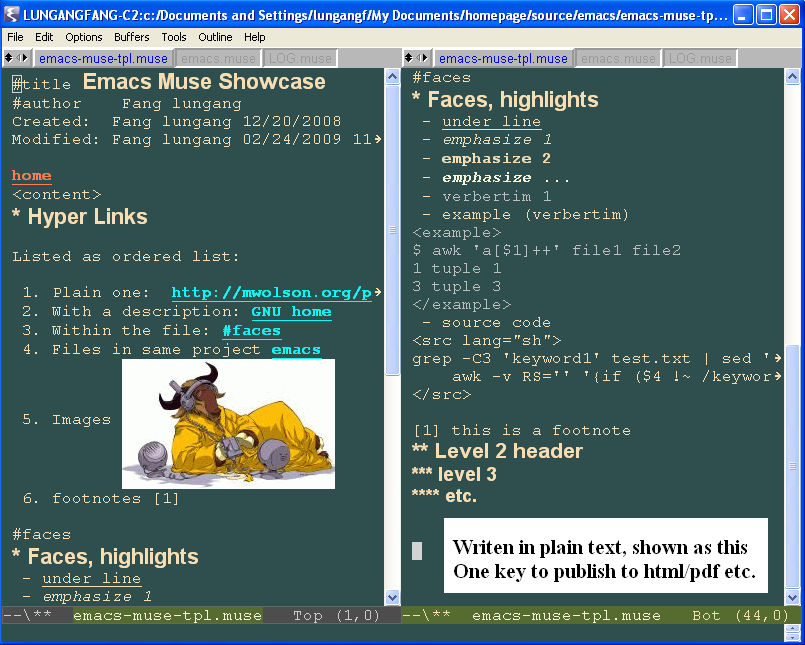 LUNGANGFANG-C2:c:/Documents and Settings/lungangf/My Documents/homepage/source/emacs/emacs-muse-tp...
File Edit Options Buffers Tools Outline Help
emacs-muse-tpl.muse emacs.muse LOG.muse
#title Emacs Muse Showcase
#author Fang lungang
Created: Fang lungang 12/20/2008
Modified: Fang lungang 02/24/2009 11
home
<content>
* Hyper Links
Listed as ordered list:
1. Plain one: http://mwolson.org/p
2. With a description: GNU home
3. Within the file: #faces
4. Files in same project emacs
5. Images
6. footnotes [1]
#faces
* Faces, highlights
- under line
- emphasize 1
--\** emacs-muse-tpl.muse Top (1,0)
emacs-muse-tpl.muse emacs.muse LOG.muse
#faces
* Faces, highlights
- under line
- emphasize 1
- emphasize 2
- emphasize ...
- verbertim 1
- example (verbertim)
<example>
$ awk 'a[$1]++' file1 file2
1 tuple 1
3 tuple 3
</example>
- source code
<src lang="sh">
grep -C3 'keyword1' test.txt | sed '
awk -v RS='' '{if ($4 !~ /keywor
</src>
[1] this is a footnote
** Level 2 header
*** level 3
**** etc.
Writen in plain text, shown as this
One key to publish to html/pdf etc.
--\** emacs-muse-tpl.muse Bot (44,0)